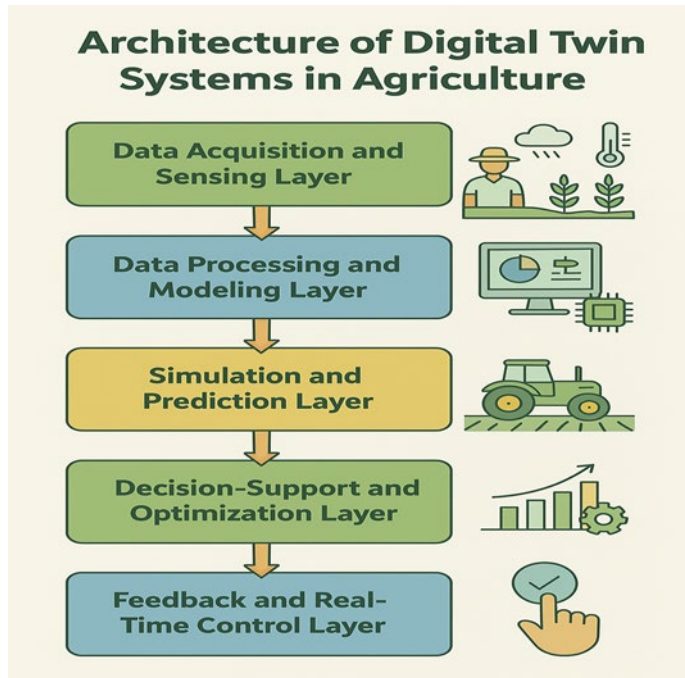 Architecture of Digital Twin
Systems in Agriculture
Data Acquisition and
Sensing Layer
Data Processing and
Modeling Layer
Simulation and
Prediction Layer
Decision-Support and
Optimization Layer
Feedback and Real-
Time Control Layer